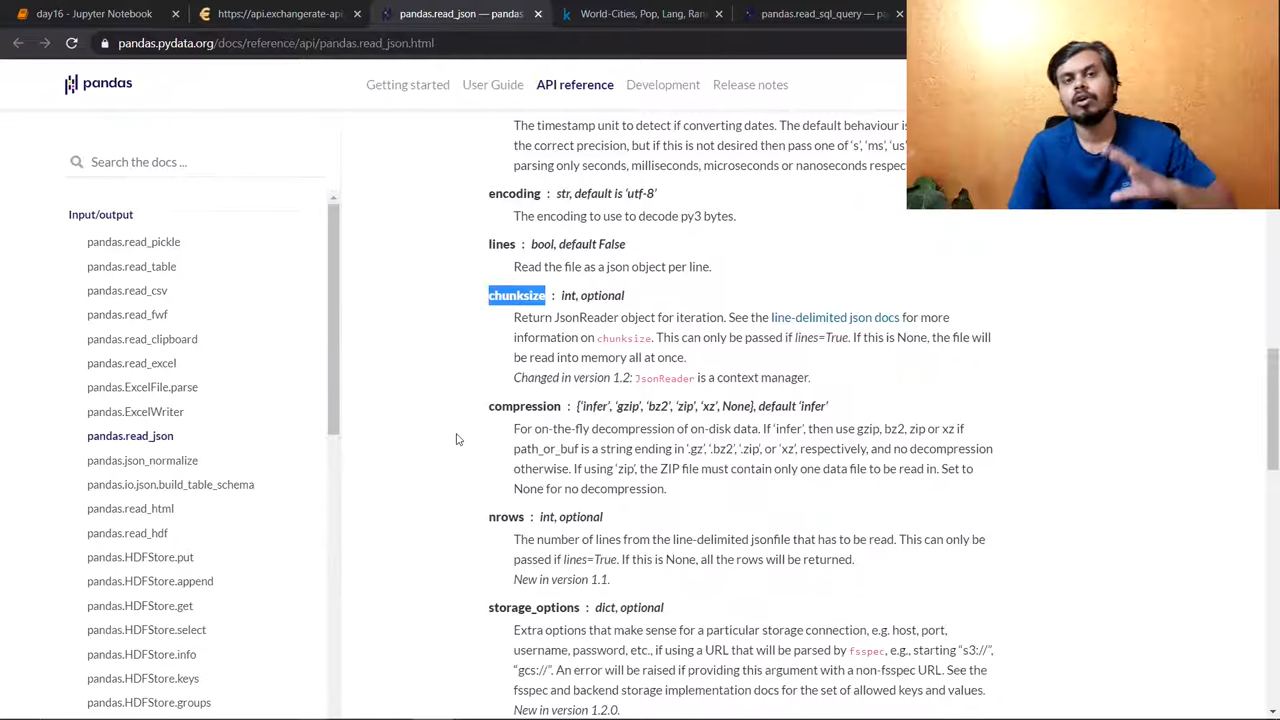 day16 - Jupyter Notebook
https://api.exchangerate-api
pandas.read_json — pandas
World-Cities, Pop, Lang, Ran
pandas.read_sql_query — pa
pandas.pydata.org/docs/reference/api/pandas.read_json.html
pandas
Getting started
User Guide
API reference
Development
Release notes
Search the docs ...
Input/output
pandas.read_pickle
pandas.read_table
pandas.read_csv
pandas.read_fwf
pandas.read_clipboard
pandas.read_excel
pandas.ExcelFile.parse
pandas.ExcelWriter
pandas.read_json
pandas.json_normalize
pandas.io.json.build_table_schema
pandas.read_html
pandas.read_hdf
pandas.HDFStore.put
pandas.HDFStore.append
pandas.HDFStore.get
pandas.HDFStore.select
pandas.HDFStore.info
pandas.HDFStore.keys
pandas.HDFStore.groups
The timestamp unit to detect if converting dates. The default behaviour is
the correct precision, but if this is not desired then pass one of ‘s’, ‘ms’, ‘us’
parsing only seconds, milliseconds, microseconds or nanoseconds respec
encoding : str, default is ‘utf-8’
The encoding to use to decode py3 bytes.
lines : bool, default False
Read the file as a json object per line.
chunksize : int, optional
Return JsonReader object for iteration. See the line-delimited json docs for more
information on chunksize. This can only be passed if lines=True. If this is None, the file will
be read into memory all at once.
Changed in version 1.2: JsonReader is a context manager.
compression : {‘infer’, ‘gzip’, ‘bz2’, ‘zip’, ‘xz’, None}, default ‘infer’
For on-the-fly decompression of on-disk data. If ‘infer’, then use gzip, bz2, zip or xz if
path_or_buf is a string ending in ‘.gz’, ‘.bz2’, ‘.zip’, or ‘xz’, respectively, and no decompression
otherwise. If using ‘zip’, the ZIP file must contain only one data file to be read in. Set to
None for no decompression.
nrows : int, optional
The number of lines from the line-delimited jsonfile that has to be read. This can only be
passed if lines=True. If this is None, all the rows will be returned.
New in version 1.1.
storage_options : dict, optional
Extra options that make sense for a particular storage connection, e.g. host, port,
username, password, etc., if using a URL that will be parsed by fsspec, e.g., starting “s3://”,
“gcs://”. An error will be raised if providing this argument with a non-fsspec URL. See the
fsspec and backend storage implementation docs for the set of allowed keys and values.
New in version 1.2.0.